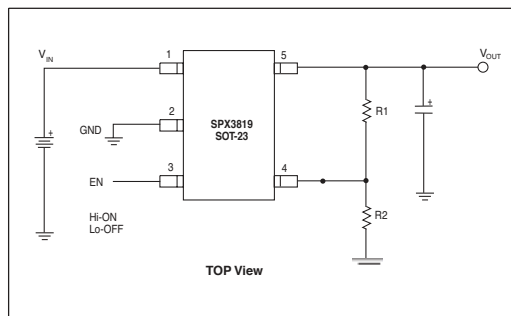 V_IN
1
5
V_OUT
2
GND
SPX3819
SOT-23
R1
3
4
EN
Hi-ON
Lo-OFF
R2
TOP View
+
+